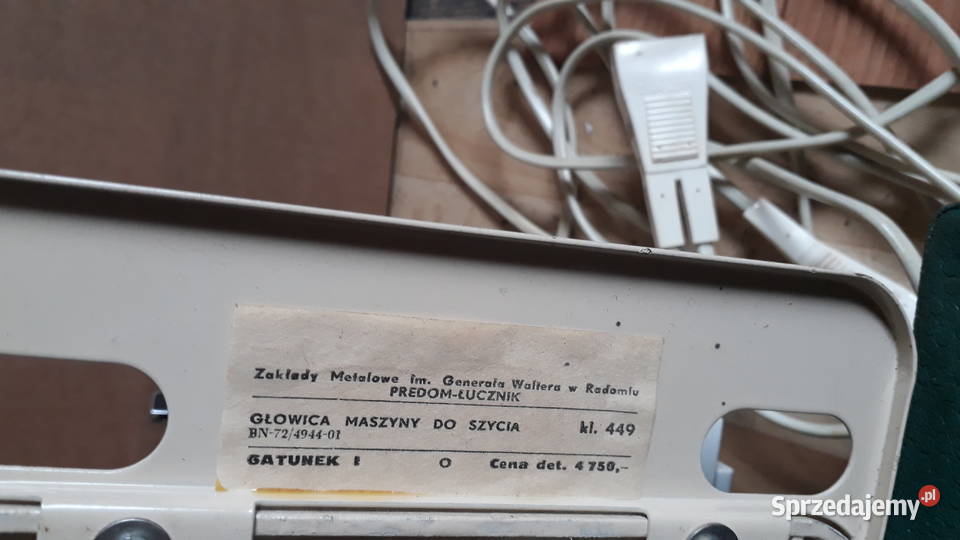 Zakłady Metalowe im. Generała Waltera w Radomiu
PREDOM-ŁUCZNIK
GŁOWICA MASZYNY DO SZYCIA kl. 449
BN-72/4944-01
GATUNEK I O Cena det. 4 750,-
Sprzedajemy .pl